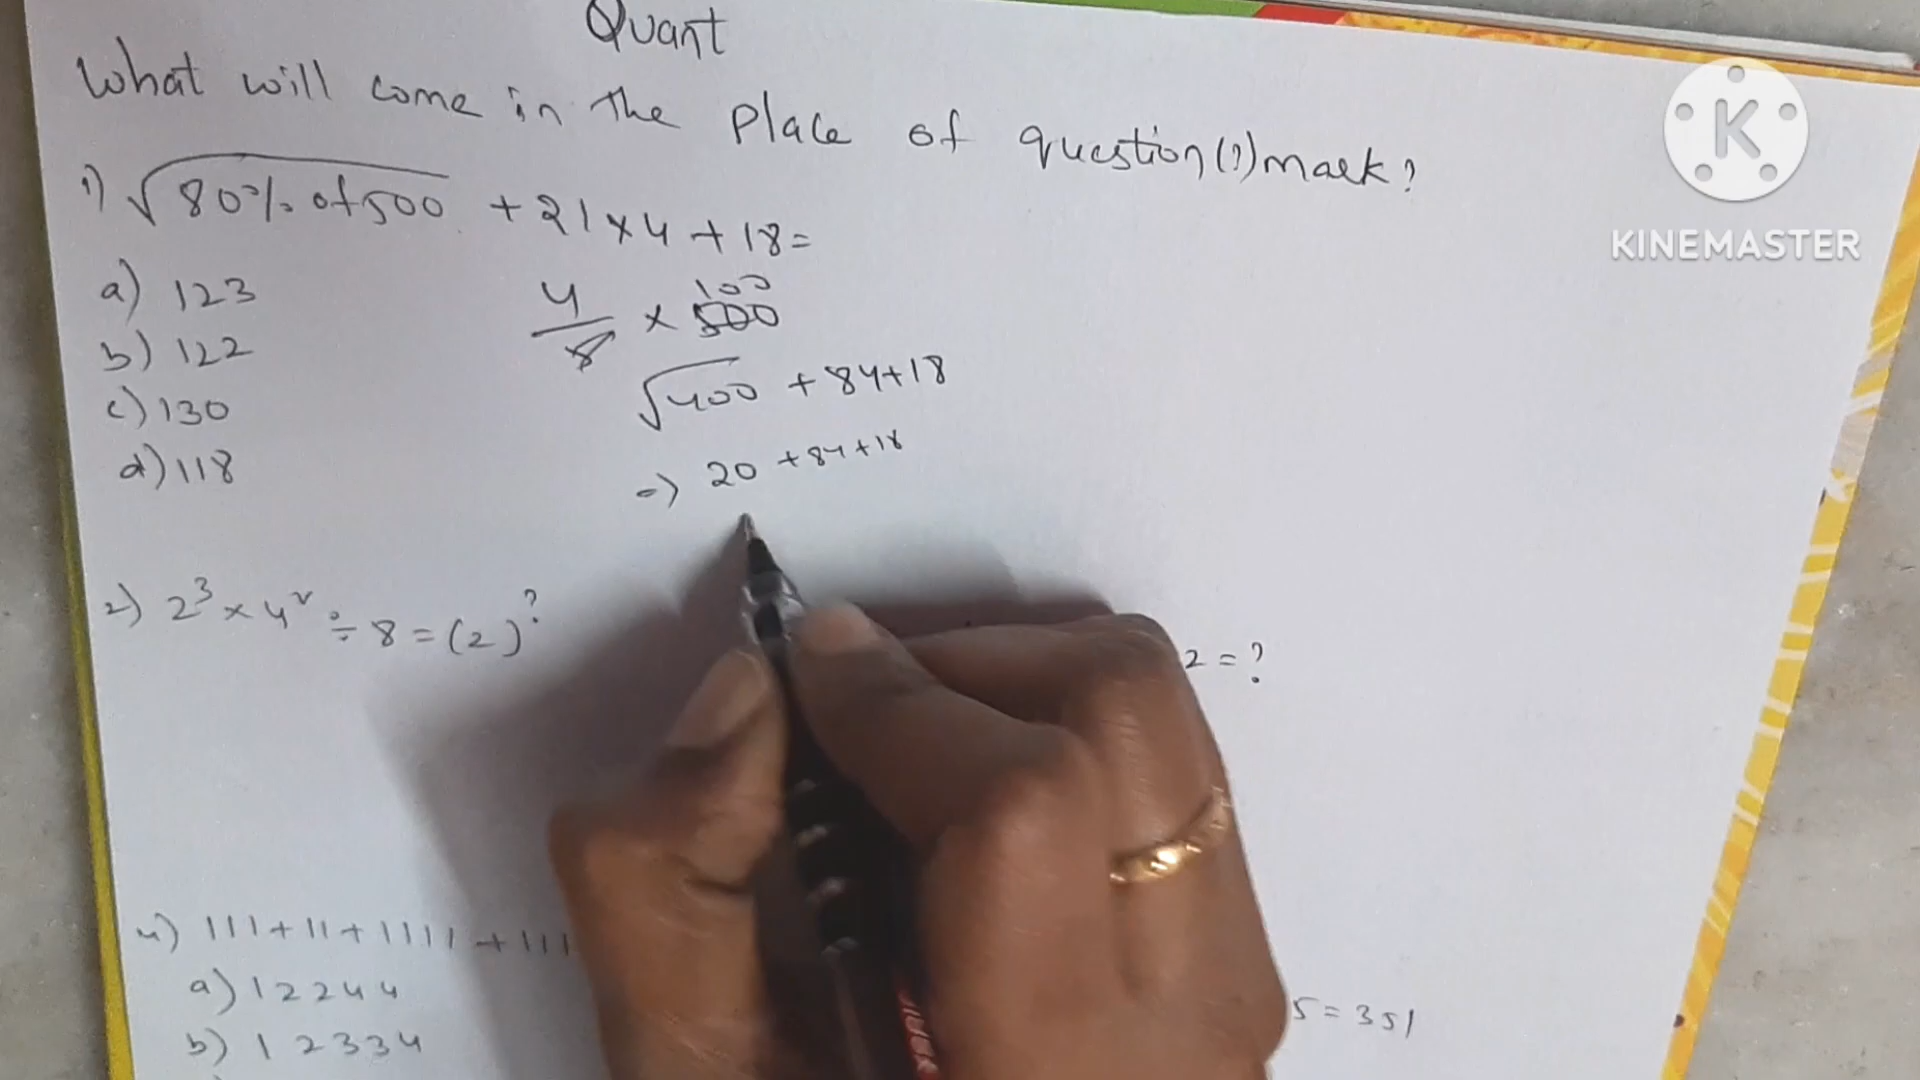 Quant
What will come in the place of question(?) mark?
1) √80% of 500 + 21 × 4 + 18 =
a) 123
b) 122
c) 130
d) 118
4/5 × 500 100
√400 + 84 + 18
=) 20 + 84 + 18
2) 2³ × 4² ÷ 8 = (2)^?
2 = ?
4) 111 + 11 + 1111 + 111
a) 12244
b) 12334
5 = 351
K
KINEMASTER